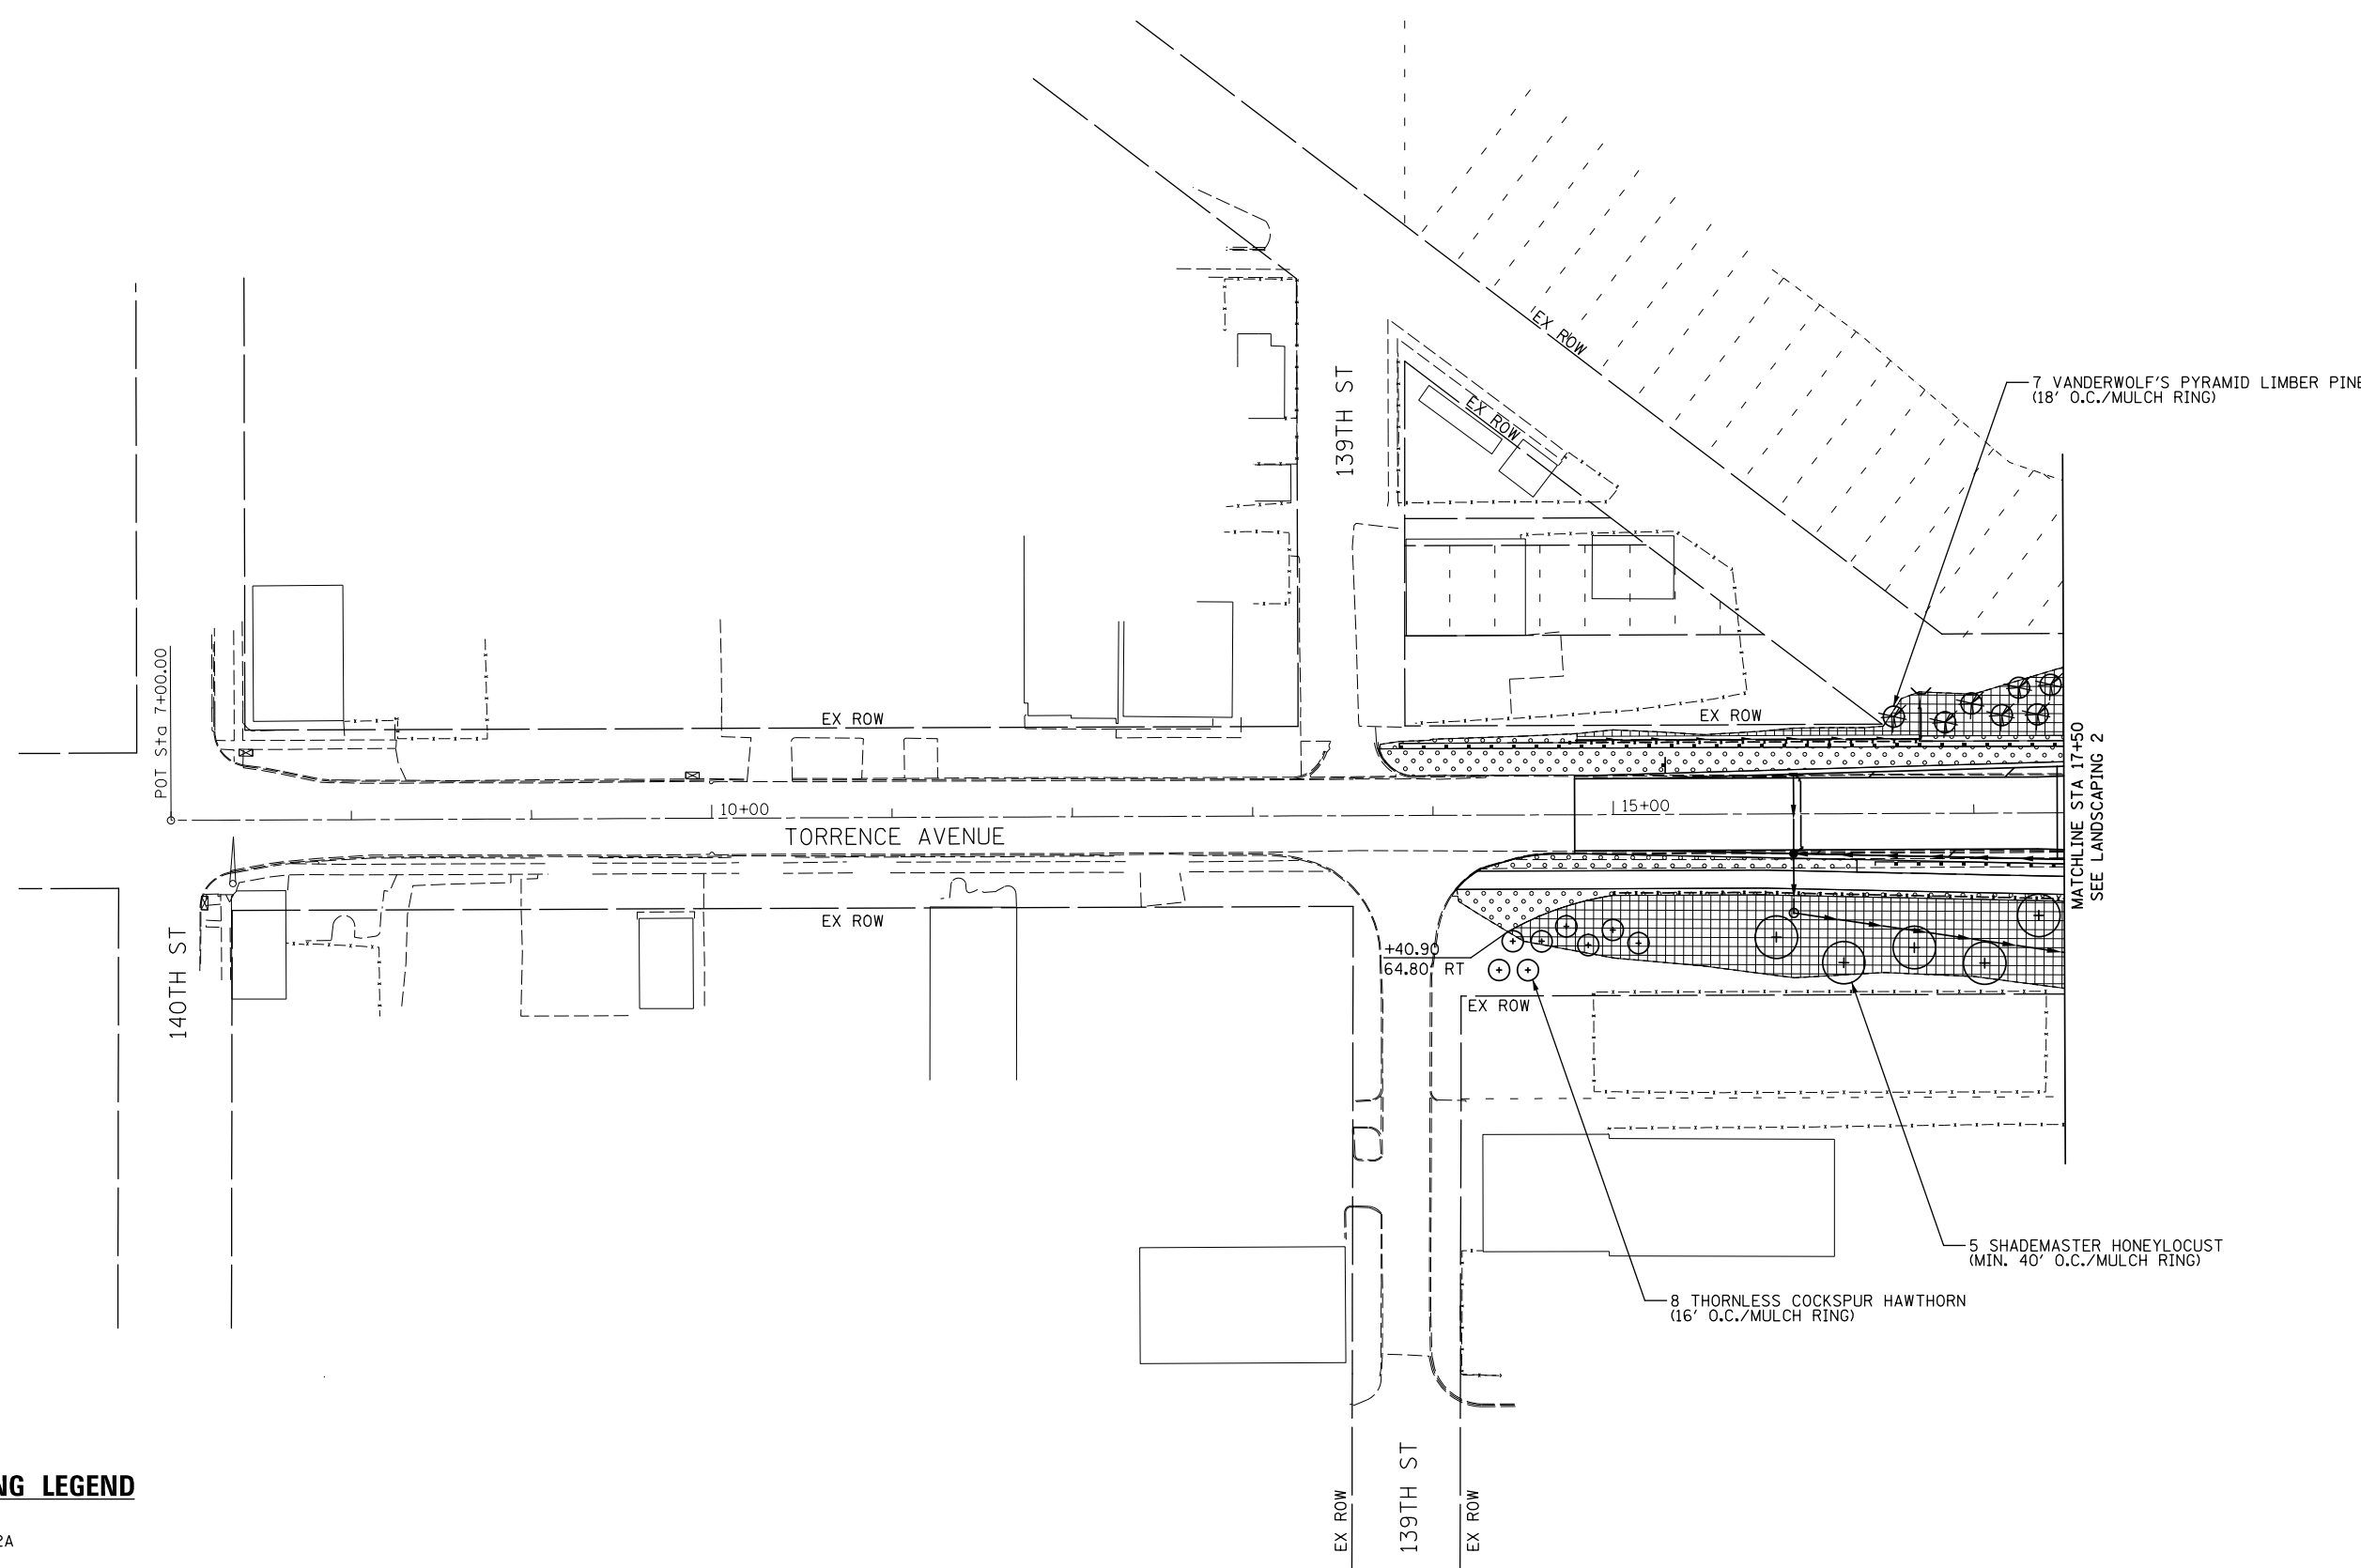 EX ROW
7 VANDERWOLF'S PYRAMID LIMBER PINE
(18' O.C./MULCH RING)
139TH ST
EX ROW
POT Sta 7+00.00
EX ROW
EX ROW
MATCHLINE STA 17+50
SEE LANDSCAPING 2
10+00
15+00
TORRENCE AVENUE
EX ROW
140TH ST
+40.90
64.80' RT
EX ROW
5 SHADEMASTER HONEYLOCUST
(MIN. 40' O.C./MULCH RING)
8 THORNLESS COCKSPUR HAWTHORN
(16' O.C./MULCH RING)
EX ROW
139TH ST
EX ROW
LEGEND
2A